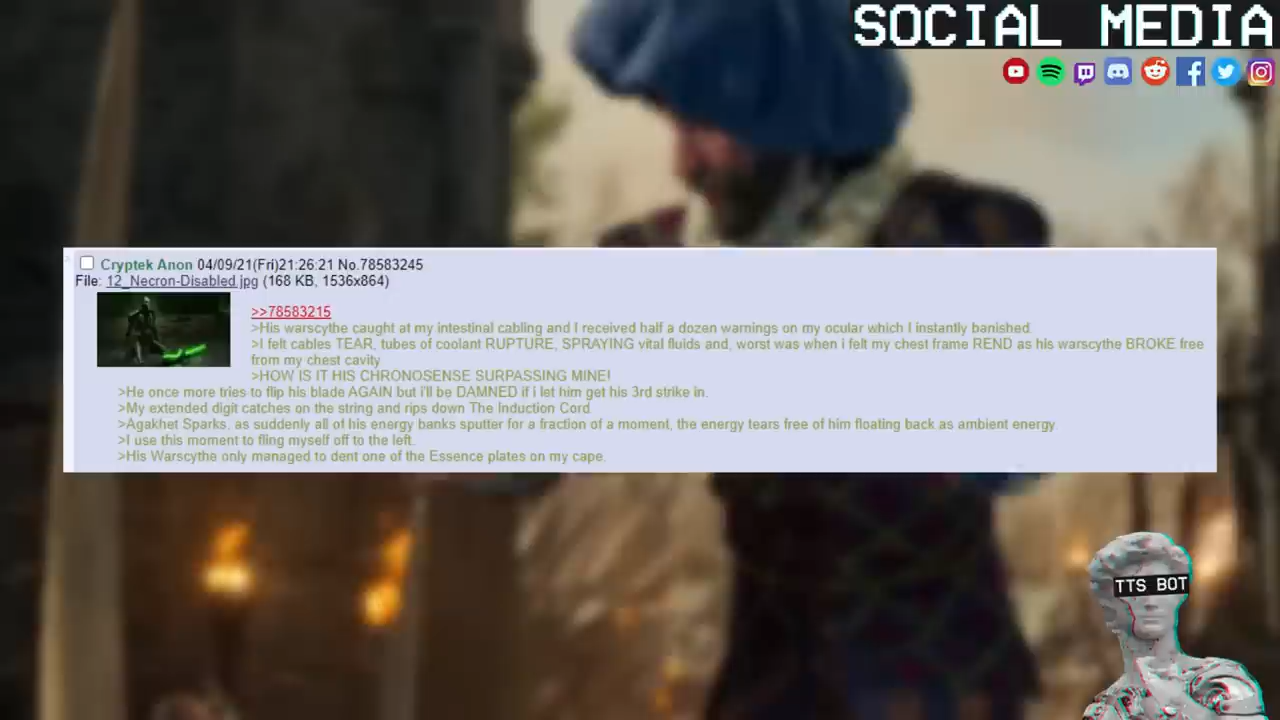 SOCIAL MEDIA
Cryptek Anon 04/09/21(Fri)21:26:21 No.78583245
File: 12_Necron-Disabled.jpg (168 KB, 1536x864)
>>78583215
>His warscythe caught at my intestinal cabling and I received half a dozen warnings on my ocular which I instantly banished.
>I felt cables TEAR, tubes of coolant RUPTURE, SPRAYING vital fluids and, worst was when i felt my chest frame REND as his warscythe BROKE free
from my chest cavity
>HOW IS IT HIS CHRONOSENSE SURPASSING MINE!
>He once more tries to flip his blade AGAIN but i'll be DAMNED if i let him get his 3rd strike in.
>My extended digit catches on the string and rips down The Induction Cord
>Agakhet Sparks, as suddenly all of his energy banks sputter for a fraction of a moment, the energy tears free of him floating back as ambient energy.
>I use this moment to fling myself off to the left.
>His Warscythe only managed to dent one of the Essence plates on my cape.
TTS BOT